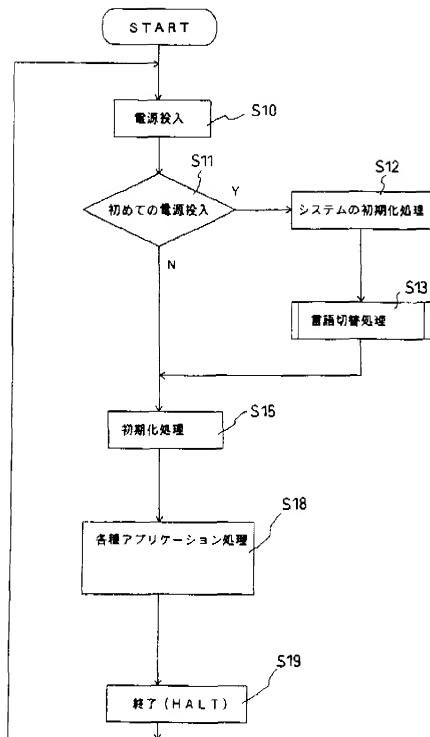 START
電源投入
S10
S11
初めての電源投入
Y
N
S12
システムの初期化処理
S13
言語切替処理
S15
初期化処理
S18
各種アプリケーション処理
S19
終了(HALT)